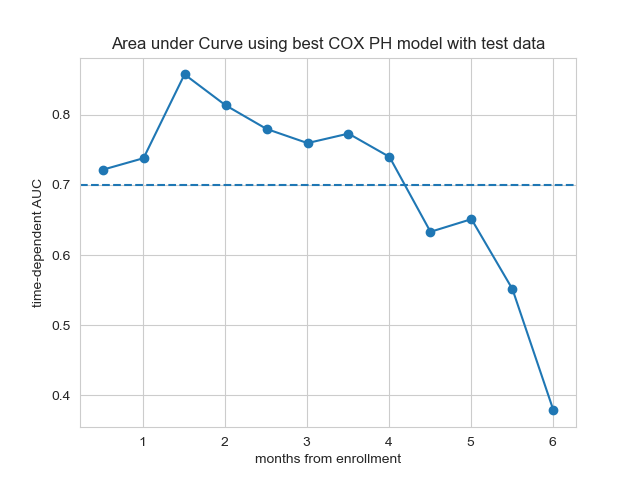 Area under Curve using best COX PH model with test data
time-dependent AUC
0.8
0.7
0.6
0.5
0.4
1 2 3 4 5 6
months from enrollment